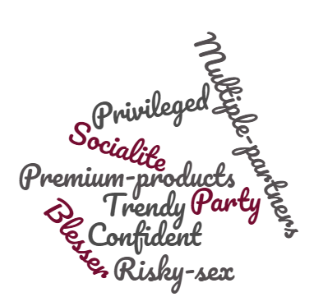 Multiple-partners
Privileged
Socialite
Premium-products
Trendy Party
Blesser
Confident
Risky-sex